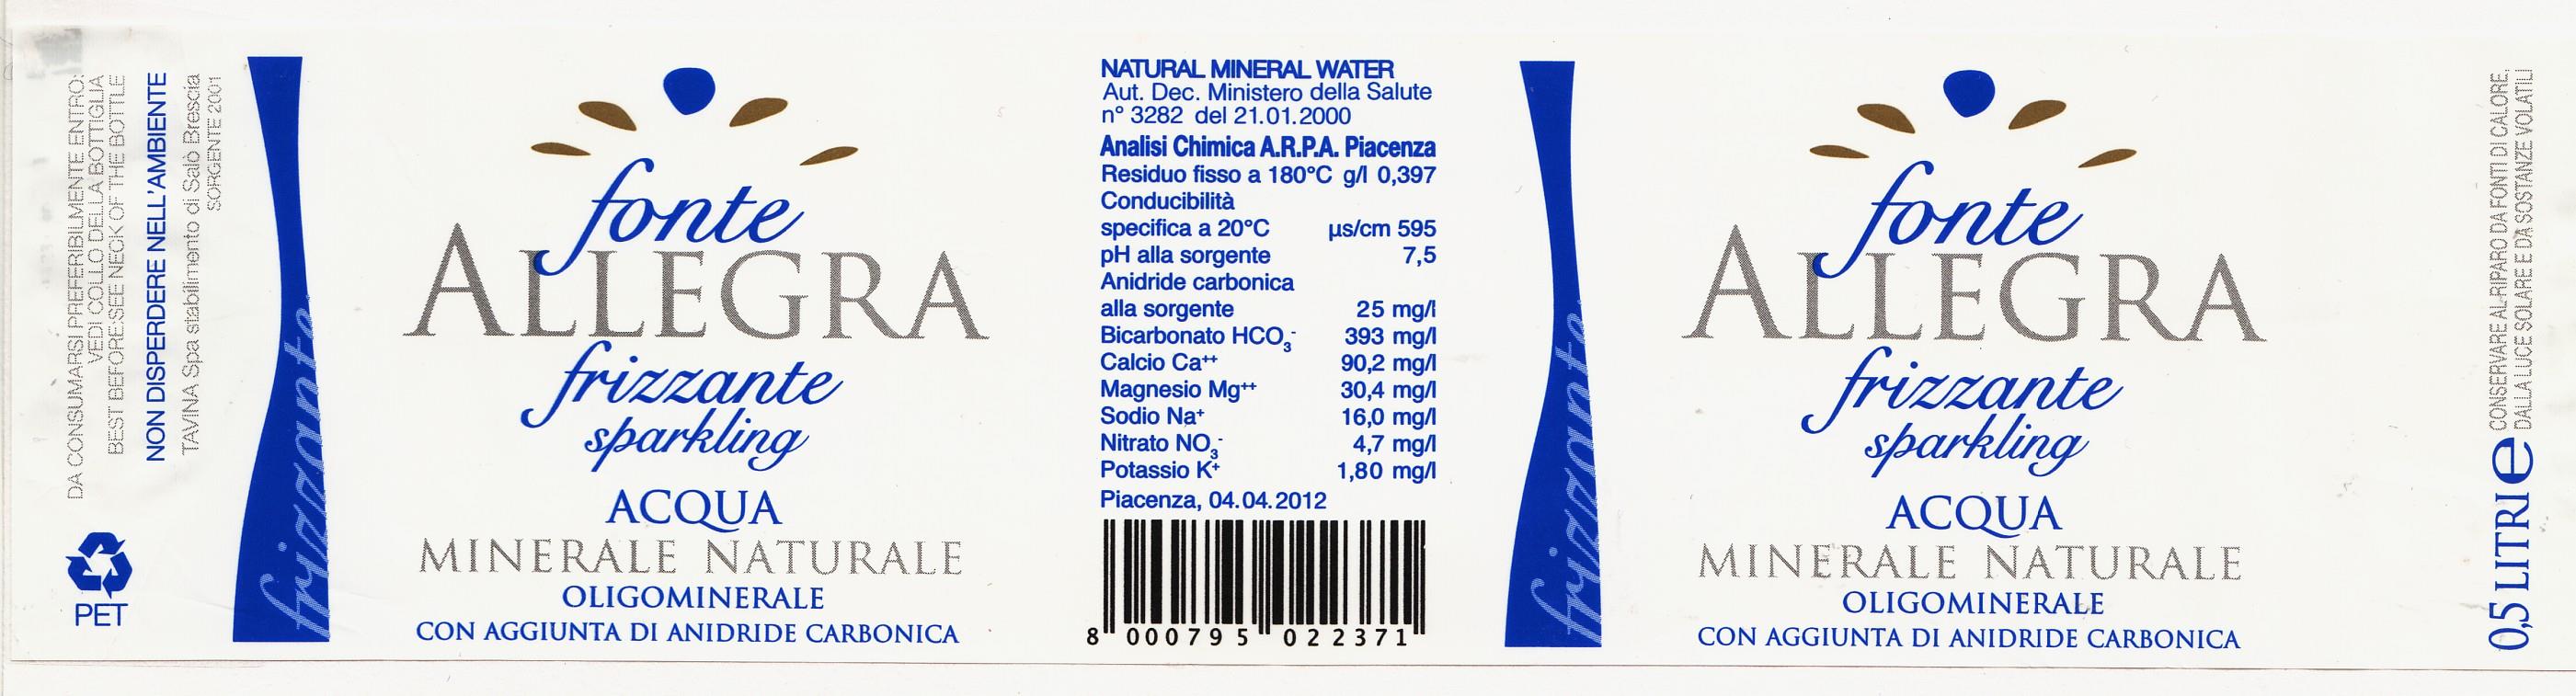 DA CONSUMARSI PREFERIBILMENTE ENTRO:
VEDI COLLO DELLA BOTTIGLIA
BEST BEFORE:SEE NECK OF THE BOTTLE
NON DISPERDERE NELL'AMBIENTE
TAVINA Spa stabilimento di Salò Brescia
SORGENTE 2001
PET
frizzante
fonte
ALLEGRA
frizzante
sparkling
ACQUA
MINERALE NATURALE
OLIGOMINERALE
CON AGGIUNTA DI ANIDRIDE CARBONICA
NATURAL MINERAL WATER
Aut. Dec. Ministero della Salute
n° 3282 del 21.01.2000
Analisi Chimica A.R.P.A. Piacenza
Residuo fisso a 180°C g/l 0,397
Conducibilità
specifica a 20°C µs/cm 595
pH alla sorgente 7,5
Anidride carbonica
alla sorgente 25 mg/l
Bicarbonato HCO₃⁻ 393 mg/l
Calcio Ca⁺⁺ 90,2 mg/l
Magnesio Mg⁺⁺ 30,4 mg/l
Sodio Na⁺ 16,0 mg/l
Nitrato NO₃⁻ 4,7 mg/l
Potassio K⁺ 1,80 mg/l
Piacenza, 04.04.2012
8 000795 022371
frizzante
fonte
ALLEGRA
frizzante
sparkling
ACQUA
MINERALE NATURALE
OLIGOMINERALE
CON AGGIUNTA DI ANIDRIDE CARBONICA
0,5 LITRI e
CONSERVARE AL RIPARO DA FONTI DI CALORE,
DALLA LUCE SOLARE E DA SOSTANZE VOLATILI